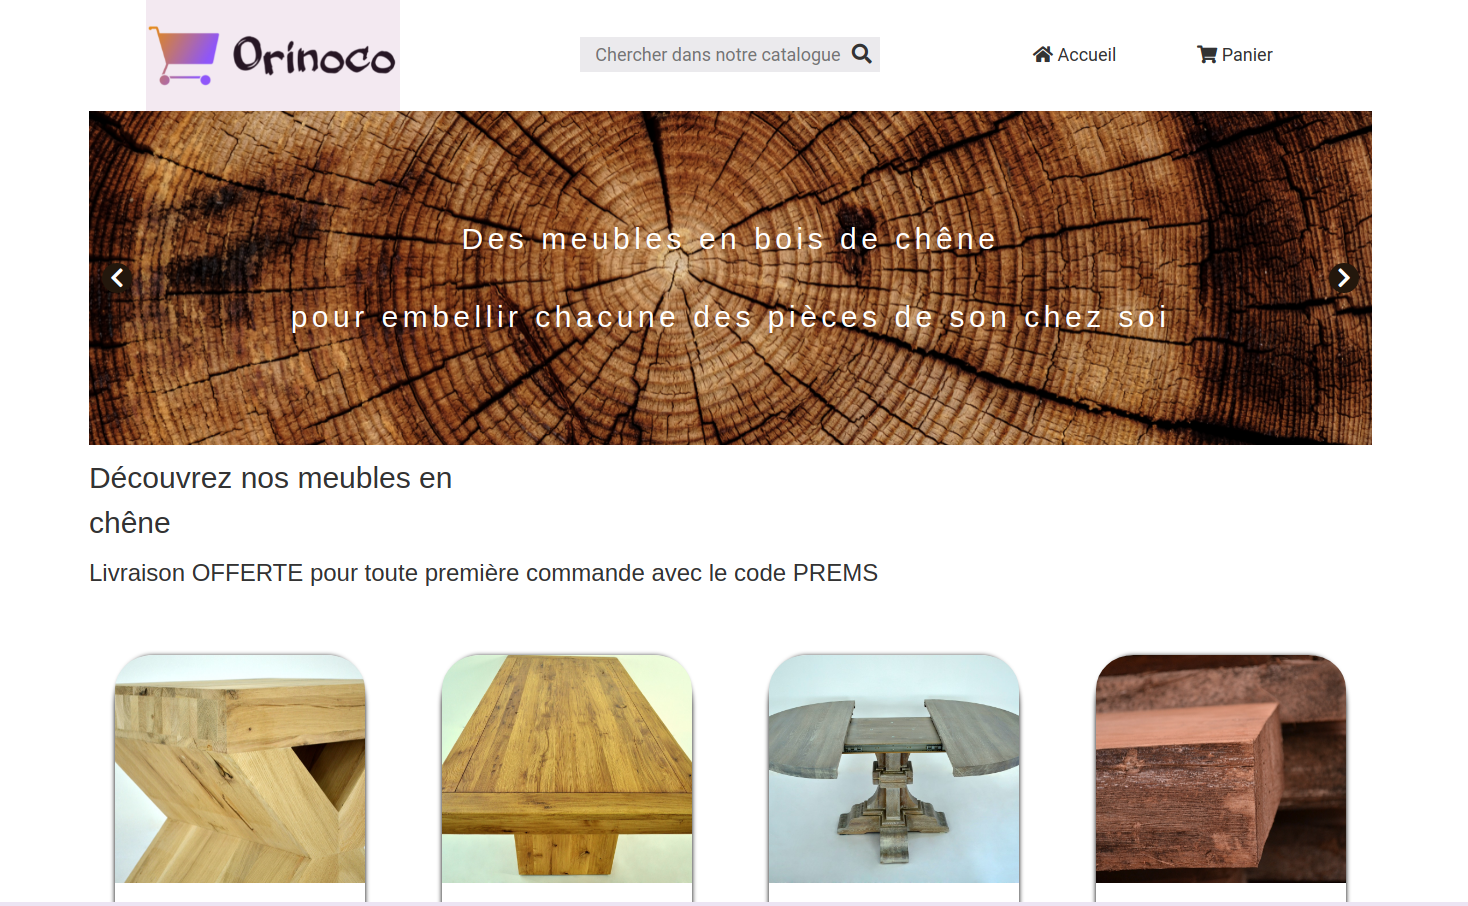 Orinoco
Chercher dans notre catalogue
Accueil
Panier
Des meubles en bois de chêne
pour embellir chacune des pièces de son chez soi
Découvrez nos meubles en
chêne
Livraison OFFERTE pour toute première commande avec le code PREMS